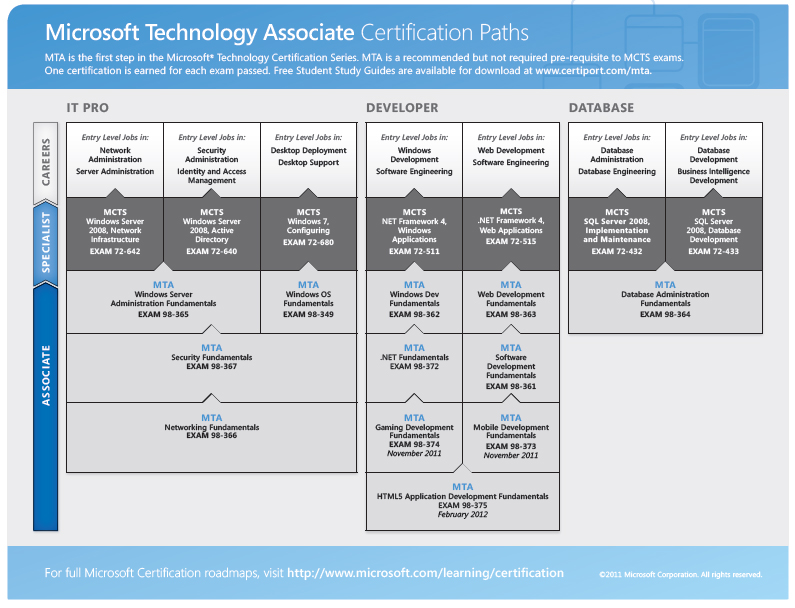 Microsoft Technology Associate Certification Paths
MTA is the first step in the Microsoft® Technology Certification Series. MTA is a recommended but not required pre-requisite to MCTS exams.
One certification is earned for each exam passed. Free Student Study Guides are available for download at www.certiport.com/mta.
IT PRO
DEVELOPER
DATABASE
CAREERS
Entry Level Jobs in:
Network
Administration
Server Administration
Entry Level Jobs in:
Security
Administration
Identity and Access
Management
Entry Level Jobs in:
Desktop Deployment
Desktop Support
Entry Level Jobs in:
Windows
Development
Software Engineering
Entry Level Jobs in:
Web Development
Software Engineering
Entry Level Jobs in:
Database
Administration
Database Engineering
Entry Level Jobs in:
Database
Development
Business Intelligence
Development
SPECIALIST
MCTS
Windows Server
2008, Network
Infrastructure
EXAM 72-642
MCTS
Windows Server
2008, Active
Directory
EXAM 72-640
MCTS
Windows 7,
Configuring
EXAM 72-680
MCTS
NET Framework 4,
Windows
Applications
EXAM 72-511
MCTS
.NET Framework 4,
Web Applications
EXAM 72-515
MCTS
SQL Server 2008,
Implementation
and Maintenance
EXAM 72-432
MCTS
SQL Server
2008, Database
Development
EXAM 72-433
ASSOCIATE
MTA
Windows Server
Administration Fundamentals
EXAM 98-365
MTA
Windows OS
Fundamentals
EXAM 98-349
MTA
Windows Dev
Fundamentals
EXAM 98-362
MTA
Web Development
Fundamentals
EXAM 98-363
MTA
Database Administration
Fundamentals
EXAM 98-364
MTA
Security Fundamentals
EXAM 98-367
MTA
.NET Fundamentals
EXAM 98-372
MTA
Software
Development
Fundamentals
EXAM 98-361
MTA
Networking Fundamentals
EXAM 98-366
MTA
Gaming Development
Fundamentals
EXAM 98-374
November 2011
MTA
Mobile Development
Fundamentals
EXAM 98-373
November 2011
MTA
HTML5 Application Development Fundamentals
EXAM 98-375
February 2012
For full Microsoft Certification roadmaps, visit http://www.microsoft.com/learning/certification
©2011 Microsoft Corporation. All rights reserved.